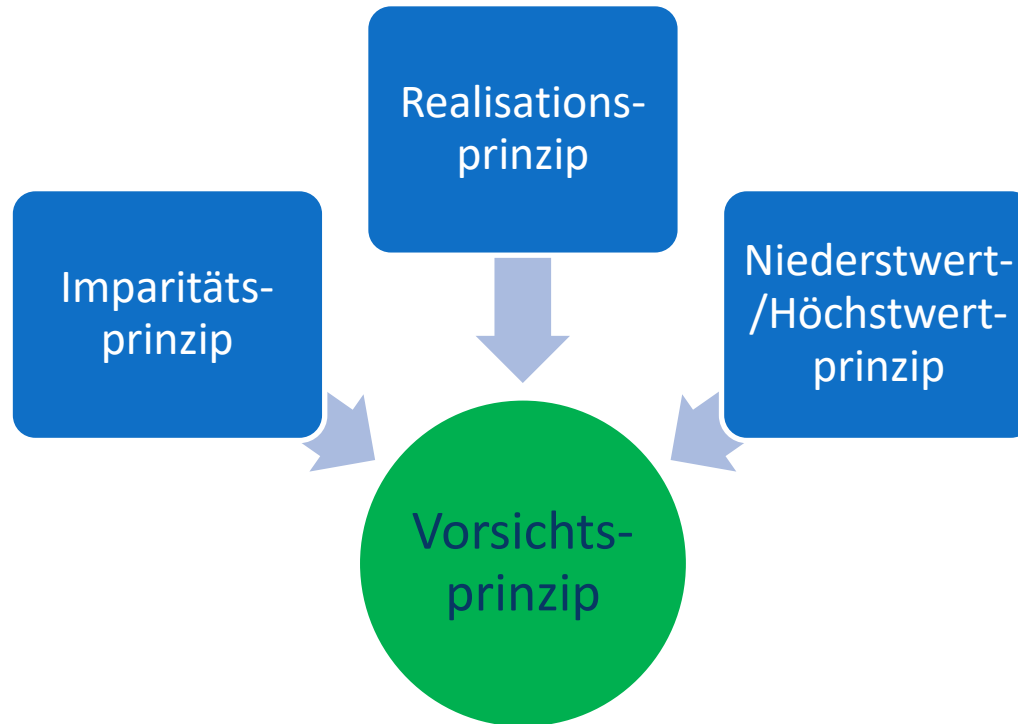 Realisations-
prinzip
Imparitäts-
prinzip
Niederstwert-
/Höchstwert-
prinzip
Vorsichts-
prinzip